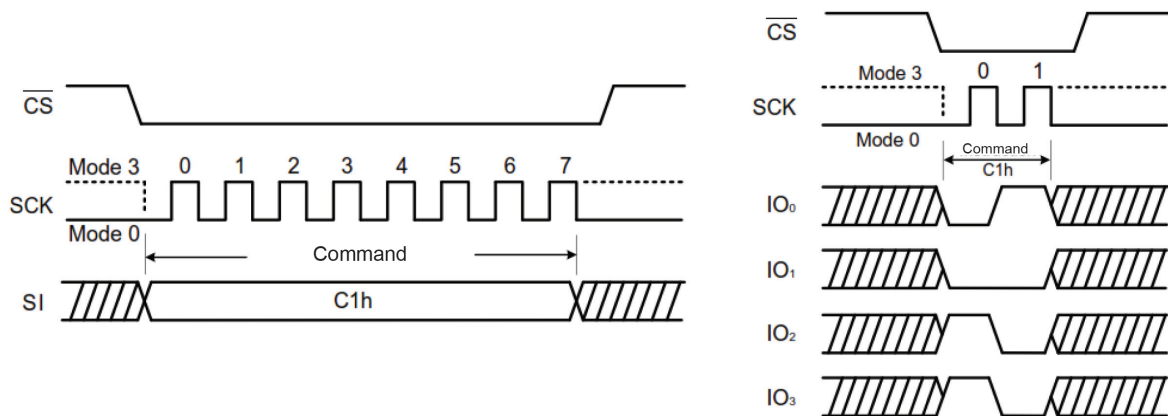 CS
Mode 3 0 1 2 3 4 5 6 7
SCK
Mode 0
Command
SI C1h
CS
Mode 3 0 1
SCK
Mode 0
Command
C1h
IO₀
IO₁
IO₂
IO₃